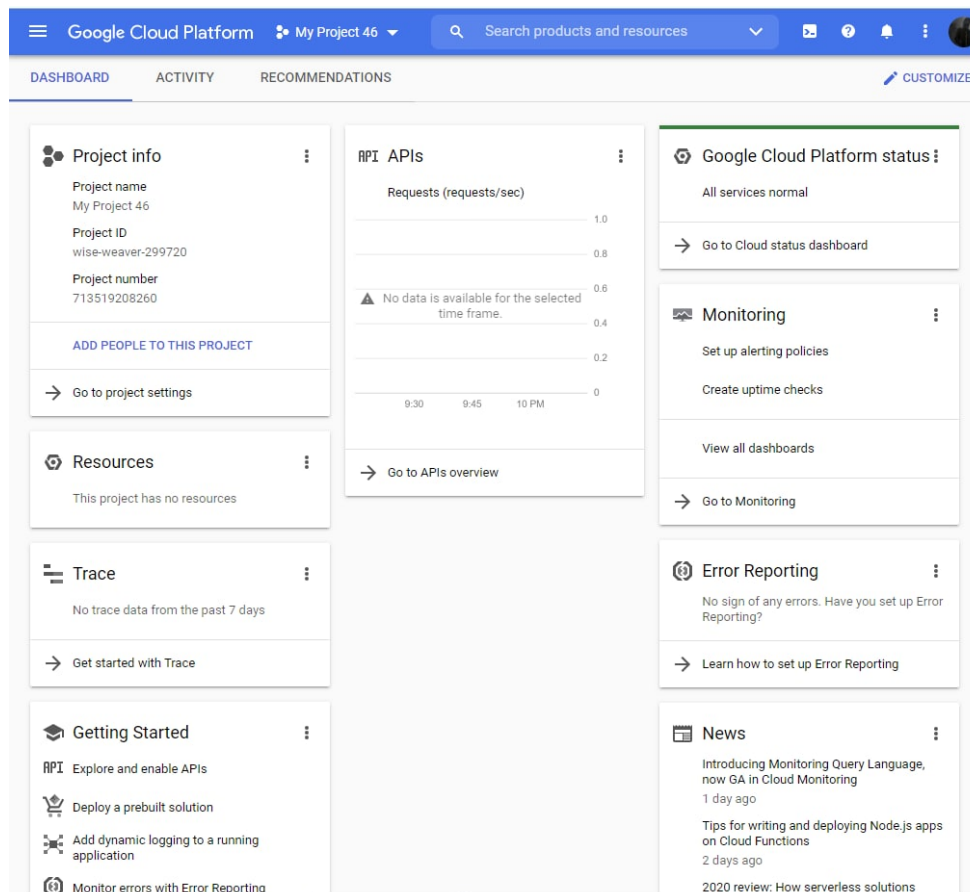 Google Cloud Platform
My Project 46
Search products and resources
DASHBOARD
ACTIVITY
RECOMMENDATIONS
CUSTOMIZE
Project info
Project name
My Project 46
Project ID
wise-weaver-299720
Project number
713519208260
ADD PEOPLE TO THIS PROJECT
Go to project settings
Resources
This project has no resources
Trace
No trace data from the past 7 days
Get started with Trace
Getting Started
API Explore and enable APIs
Deploy a prebuilt solution
Add dynamic logging to a running
application
Monitor errors with Error Reporting
API APIs
Requests (requests/sec)
1.0
0.8
0.6
No data is available for the selected
time frame.
0.4
0.2
0
9:30 9:45 10 PM
Go to APIs overview
Google Cloud Platform status
All services normal
Go to Cloud status dashboard
Monitoring
Set up alerting policies
Create uptime checks
View all dashboards
Go to Monitoring
Error Reporting
No sign of any errors. Have you set up Error
Reporting?
Learn how to set up Error Reporting
News
Introducing Monitoring Query Language,
now GA in Cloud Monitoring
1 day ago
Tips for writing and deploying Node.js apps
on Cloud Functions
2 days ago
2020 review: How serverless solutions